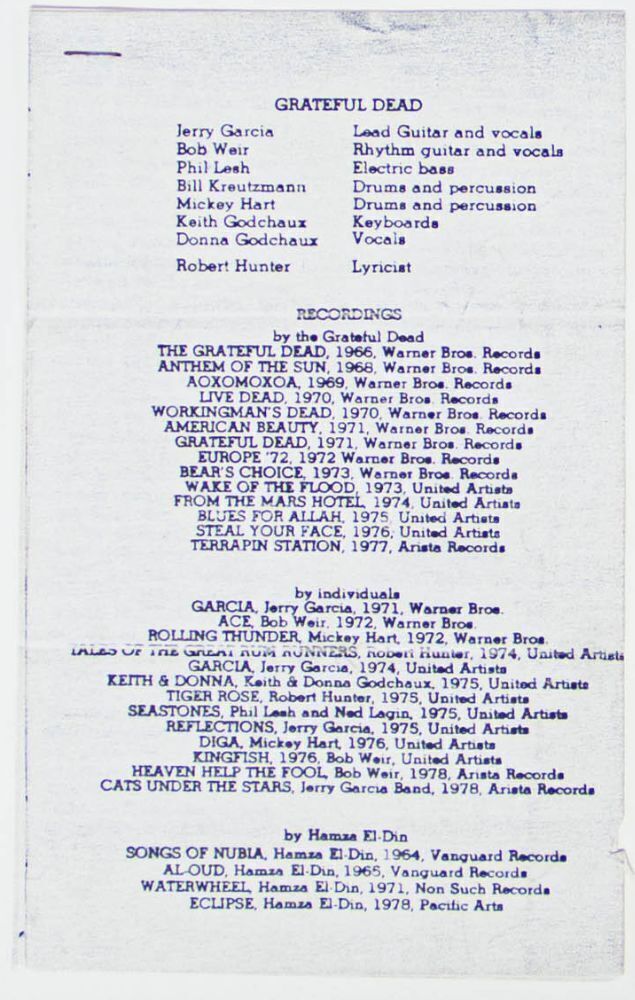 GRATEFUL DEAD
Jerry Garcia Lead Guitar and vocals
Bob Weir Rhythm guitar and vocals
Phil Lesh Electric bass
Bill Kreutzmann Drums and percussion
Mickey Hart Drums and percussion
Keith Godchaux Keyboards
Donna Godchaux Vocals
Robert Hunter Lyricist
RECORDINGS
by the Grateful Dead
THE GRATEFUL DEAD, 1966, Warner Bros. Records
ANTHEM OF THE SUN, 1968, Warner Bros. Records
AOXOMOXOA, 1969, Warner Bros. Records
LIVE DEAD, 1970, Warner Bros. Records
WORKINGMAN'S DEAD, 1970, Warner Bros. Records
AMERICAN BEAUTY, 1971, Warner Bros. Records
GRATEFUL DEAD, 1971, Warner Bros. Records
EUROPE '72, 1972 Warner Bros. Records
BEAR'S CHOICE, 1973, Warner Bros. Records
WAKE OF THE FLOOD, 1973, United Artists
FROM THE MARS HOTEL, 1974, United Artists
BLUES FOR ALLAH, 1975, United Artists
STEAL YOUR FACE, 1976, United Artists
TERRAPIN STATION, 1977, Arista Records
by individuals
GARCIA, Jerry Garcia, 1971, Warner Bros.
ACE, Bob Weir, 1972, Warner Bros.
ROLLING THUNDER, Mickey Hart, 1972, Warner Bros.
TALES OF THE GREAT RUM RUNNERS, Robert Hunter, 1974, United Artists
GARCIA, Jerry Garcia, 1974, United Artists
KEITH & DONNA, Keith & Donna Godchaux, 1975, United Artists
TIGER ROSE, Robert Hunter, 1975, United Artists
SEASTONES, Phil Lesh and Ned Lagin, 1975, United Artists
REFLECTIONS, Jerry Garcia, 1975, United Artists
DIGA, Mickey Hart, 1976, United Artists
KINGFISH, 1976, Bob Weir, United Artists
HEAVEN HELP THE FOOL, Bob Weir, 1978, Arista Records
CATS UNDER THE STARS, Jerry Garcia Band, 1978, Arista Records
by Hamza El-Din
SONGS OF NUBIA, Hamza El-Din, 1964, Vanguard Records
AL-OUD, Hamza El-Din, 1965, Vanguard Records
WATERWHEEL, Hamza El-Din, 1971, Non Such Records
ECLIPSE, Hamza El-Din, 1978, Pacific Arts